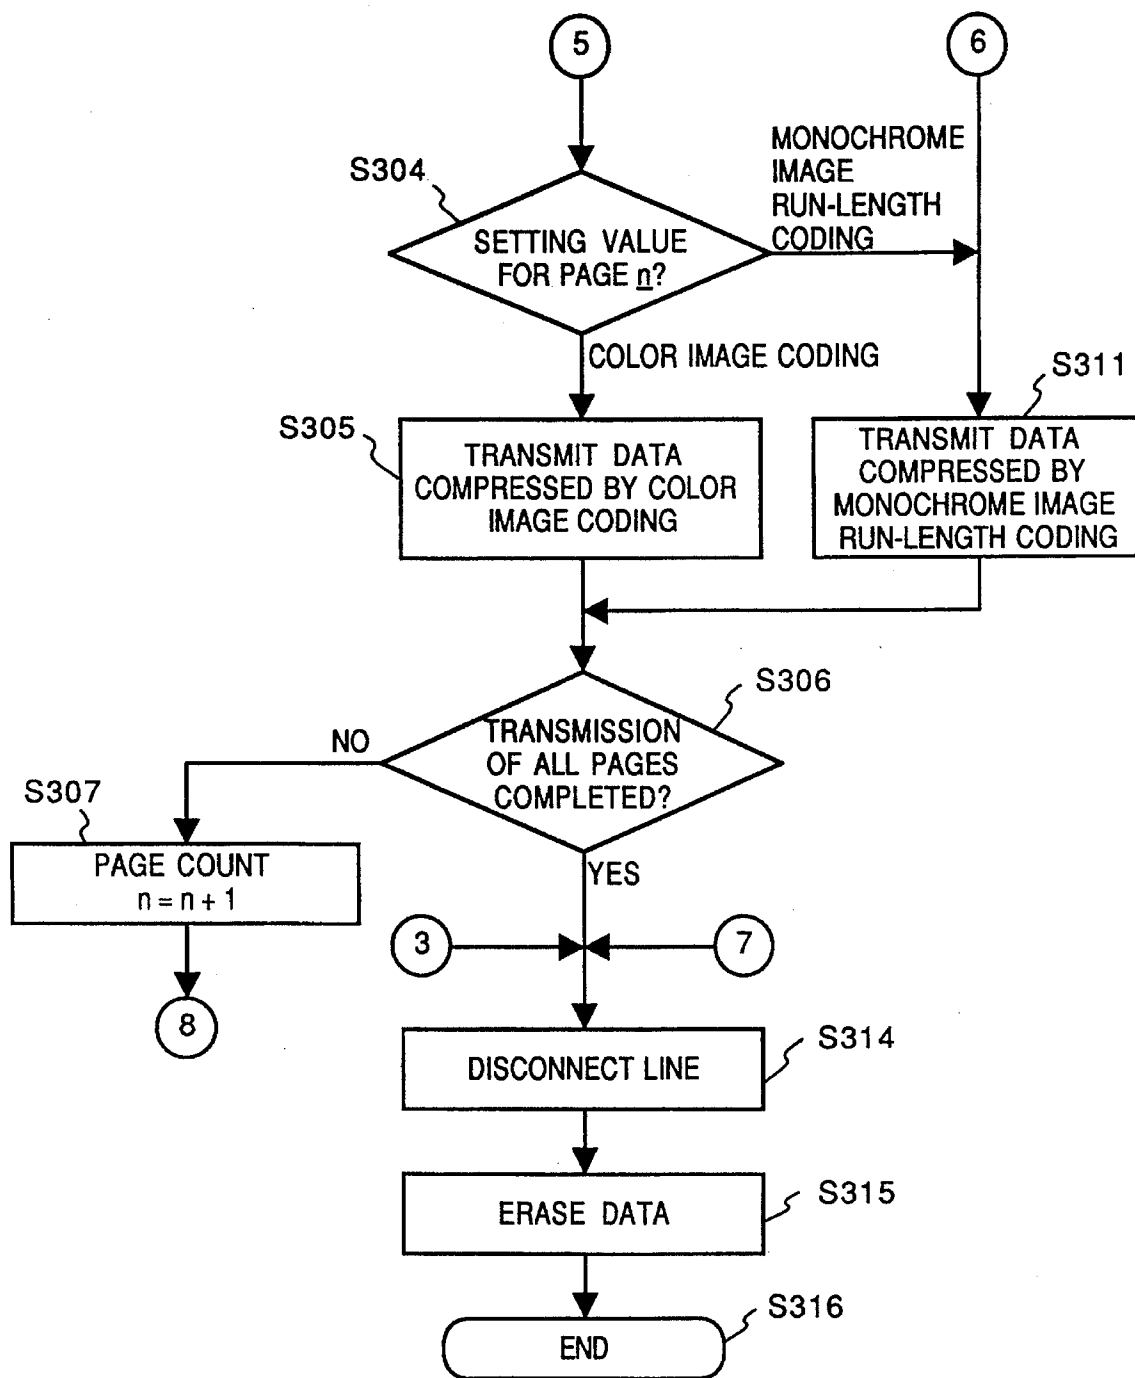 5
6
MONOCHROME
IMAGE
RUN-LENGTH
CODING
S304
SETTING VALUE
FOR PAGE n?
COLOR IMAGE CODING
S311
S305
TRANSMIT DATA
COMPRESSED BY COLOR
IMAGE CODING
TRANSMIT DATA
COMPRESSED BY
MONOCHROME IMAGE
RUN-LENGTH CODING
S306
TRANSMISSION
OF ALL PAGES
COMPLETED?
NO
S307
PAGE COUNT
n = n + 1
YES
3
7
8
S314
DISCONNECT LINE
S315
ERASE DATA
S316
END